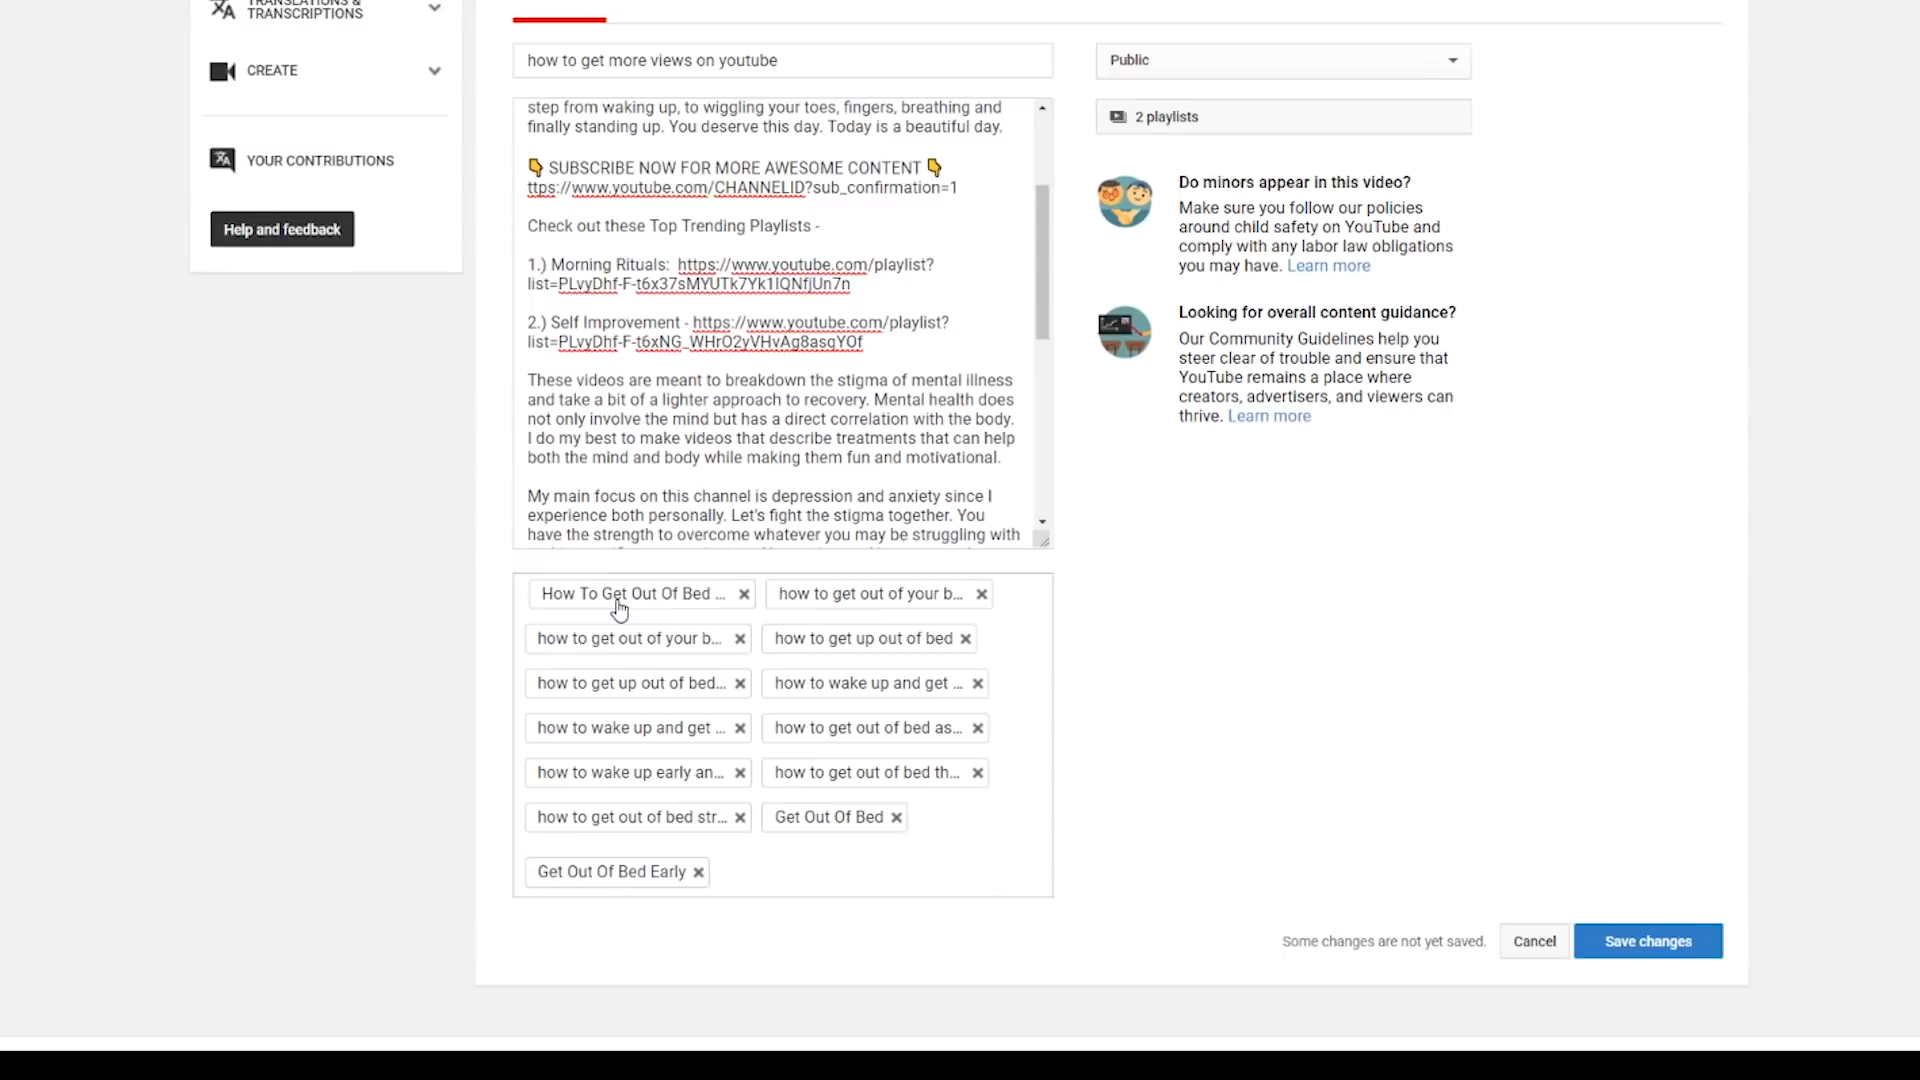 TRANSLATIONS &
TRANSCRIPTIONS
CREATE
YOUR CONTRIBUTIONS
Help and feedback
how to get more views on youtube
step from waking up, to wiggling your toes, fingers, breathing and
finally standing up. You deserve this day. Today is a beautiful day.
👇 SUBSCRIBE NOW FOR MORE AWESOME CONTENT 👇
ttps://www.youtube.com/CHANNELID?sub_confirmation=1
Check out these Top Trending Playlists -
1.) Morning Rituals:  https://www.youtube.com/playlist?
list=PLvyDhf-F-t6x37sMYUTk7Yk1lQNfjUn7n
2.) Self Improvement - https://www.youtube.com/playlist?
list=PLvyDhf-F-t6xNG_WHrO2yVHvAg8asqYOf
These videos are meant to breakdown the stigma of mental illness
and take a bit of a lighter approach to recovery. Mental health does
not only involve the mind but has a direct correlation with the body.
I do my best to make videos that describe treatments that can help
both the mind and body while making them fun and motivational.
My main focus on this channel is depression and anxiety since I
experience both personally. Let's fight the stigma together. You
have the strength to overcome whatever you may be struggling with
How To Get Out Of Bed ...
how to get out of your b...
how to get out of your b...
how to get up out of bed
how to get up out of bed...
how to wake up and get ...
how to wake up and get ...
how to get out of bed as...
how to wake up early an...
how to get out of bed th...
how to get out of bed str...
Get Out Of Bed
Get Out Of Bed Early
Public
2 playlists
Do minors appear in this video?
Make sure you follow our policies
around child safety on YouTube and
comply with any labor law obligations
you may have. Learn more
Looking for overall content guidance?
Our Community Guidelines help you
steer clear of trouble and ensure that
YouTube remains a place where
creators, advertisers, and viewers can
thrive. Learn more
Some changes are not yet saved.
Cancel
Save changes